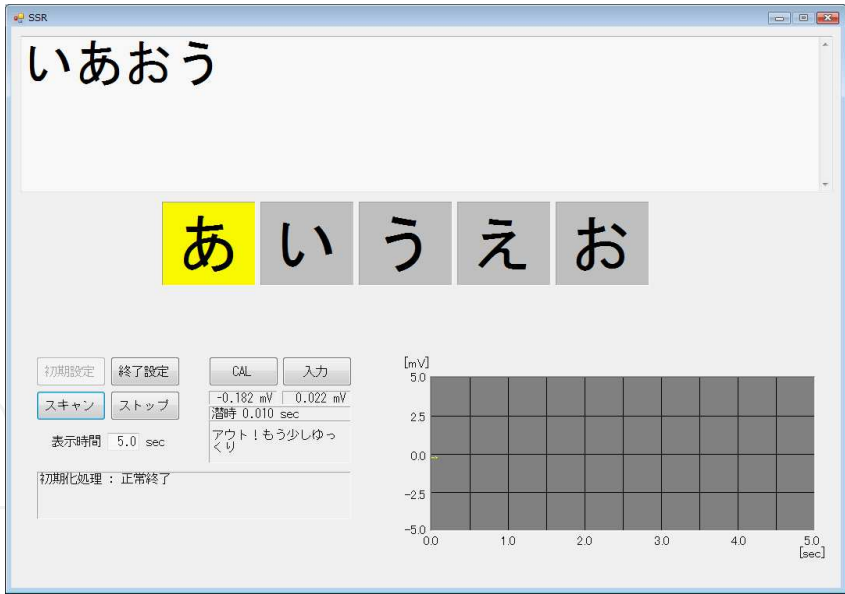 SSR
いあおう
あ い う え お
初期設定 終了設定 CAL 入力
スキャン ストップ -0.182 mV 0.022 mV
潜時 0.010 sec
表示時間 5.0 sec
アウト！もう少しゆっ
くり
初期化処理 : 正常終了
[mV]
5.0
2.5
0.0
-2.5
-5.0
0.0 1.0 2.0 3.0 4.0 5.0
[sec]